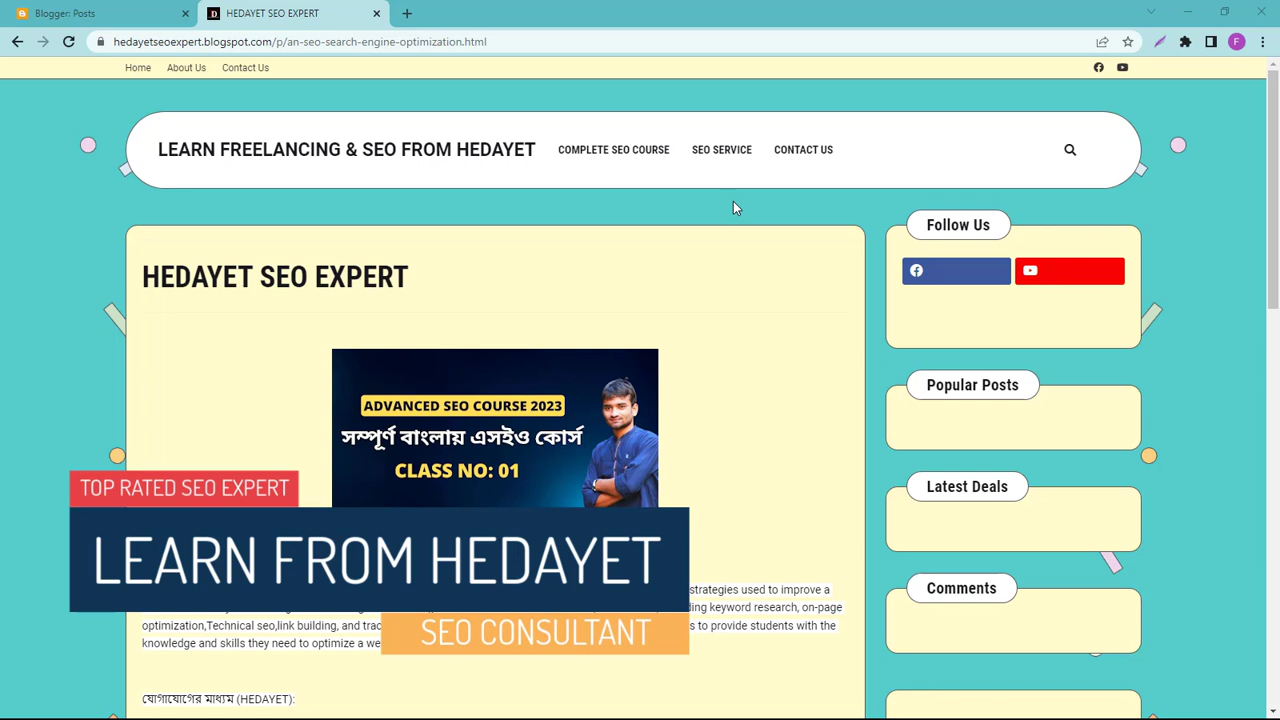 Blogger: Posts
HEDAYET SEO EXPERT
hedayetseoexpert.blogspot.com/p/an-seo-search-engine-optimization.html
F
Home About Us Contact Us
LEARN FREELANCING & SEO FROM HEDAYET
COMPLETE SEO COURSE SEO SERVICE CONTACT US
HEDAYET SEO EXPERT
ADVANCED SEO COURSE 2023
সম্পূর্ণ বাংলায় এসইও কোর্স
CLASS NO: 01
TOP RATED SEO EXPERT
LEARN FROM HEDAYET
SEO CONSULTANT
strategies used to improve a
keyword research, on-page
optimization,Technical seo,link building, and
to provide students with the
knowledge and skills they need to optimize a
যোগাযোগের মাধ্যম (HEDAYET):
Follow Us
Popular Posts
Latest Deals
Comments